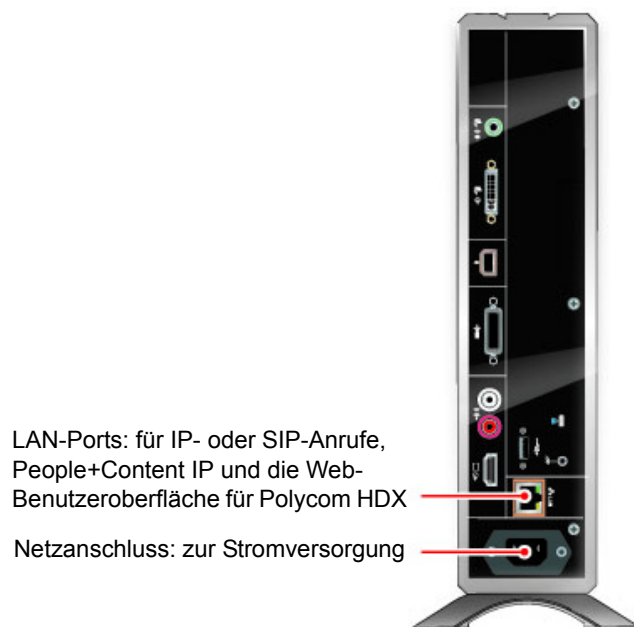 LAN-Ports: für IP- oder SIP-Anrufe,
People+Content IP und die Web-
Benutzeroberfläche für Polycom HDX
Netzanschluss: zur Stromversorgung